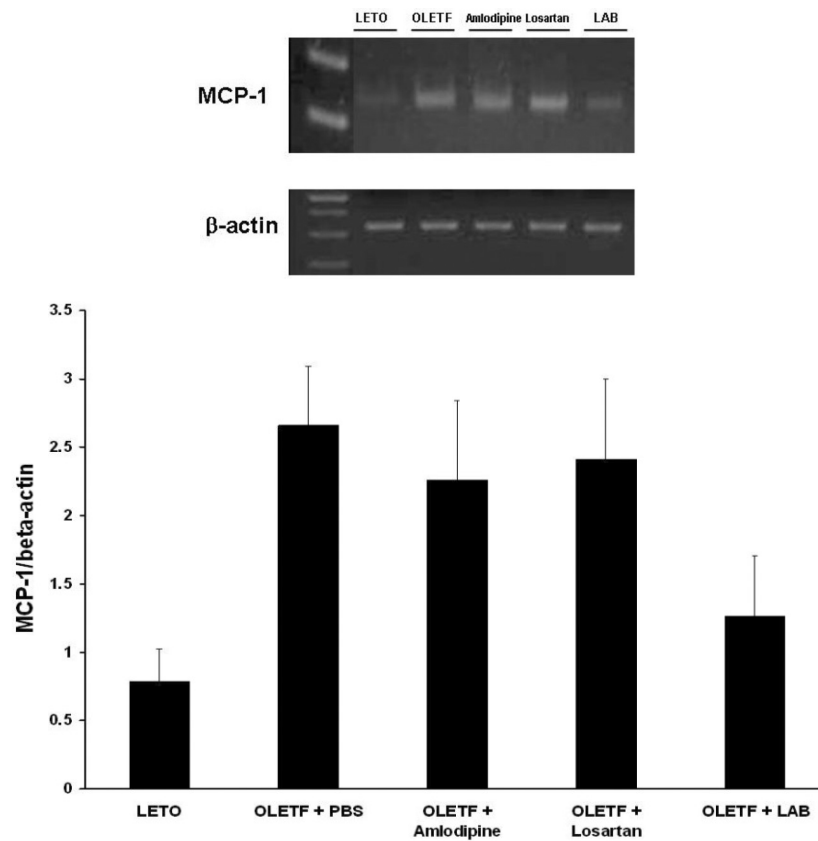 LETO OLETF Amlodipine Losartan LAB
MCP-1
β-actin
3.5
3
2.5
2
1.5
1
0.5
0
MCP-1/beta-actin
LETO OLETF + PBS OLETF + OLETF + OLETF + LAB
Amlodipine Losartan